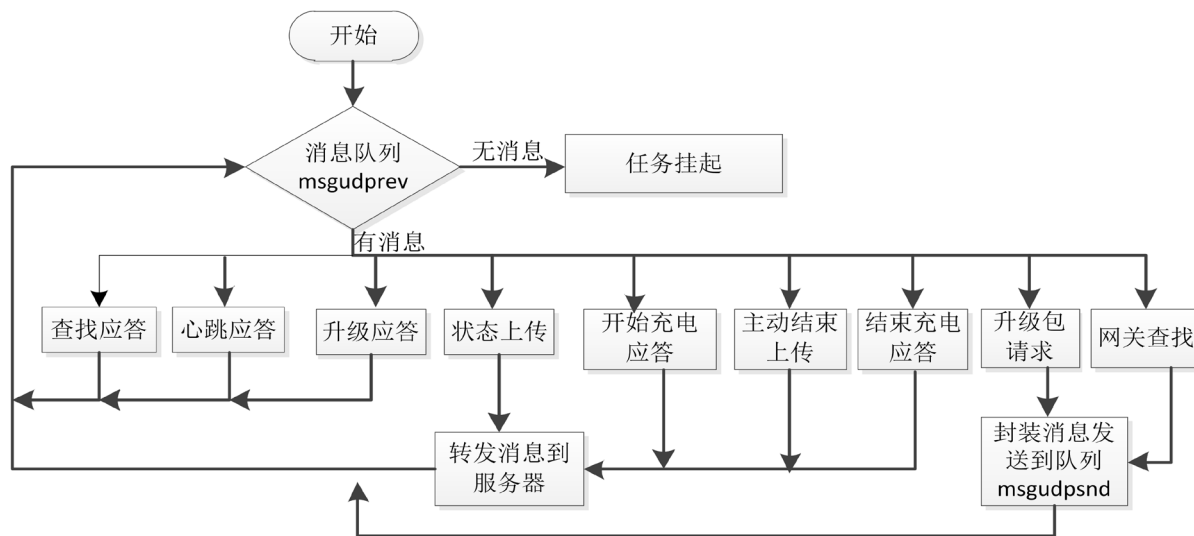 开始
消息队列
msgudprev
无消息
任务挂起
有消息
查找应答
心跳应答
升级应答
状态上传
开始充电
应答
主动结束
上传
结束充电
应答
升级包
请求
网关查找
转发消息到
服务器
封装消息发
送到队列
msgudpsnd